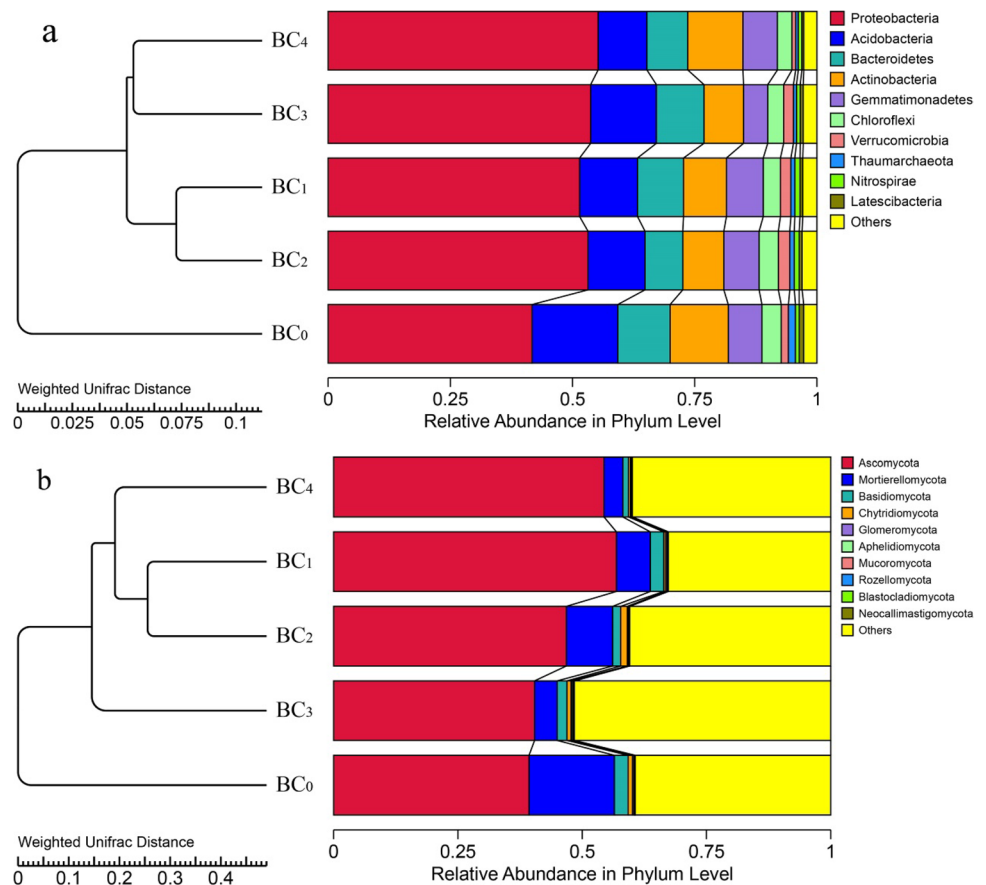 a
BC4
BC3
BC1
BC2
BC0
Proteobacteria
Acidobacteria
Bacteroidetes
Actinobacteria
Gemmatimonadetes
Chloroflexi
Verrucomicrobia
Thaumarchaeota
Nitrospirae
Latescibacteria
Others
Weighted Unifrac Distance
0 0.025 0.05 0.075 0.1
0 0.25 0.5 0.75 1
Relative Abundance in Phylum Level
b
BC4
BC1
BC2
BC3
BC0
Ascomycota
Mortierellomycota
Basidiomycota
Chytridiomycota
Glomeromycota
Aphelidiomycota
Mucoromycota
Rozellomycota
Blastocladiomycota
Neocallimastigomycota
Others
Weighted Unifrac Distance
0 0.1 0.2 0.3 0.4
0 0.25 0.5 0.75 1
Relative Abundance in Phylum Level